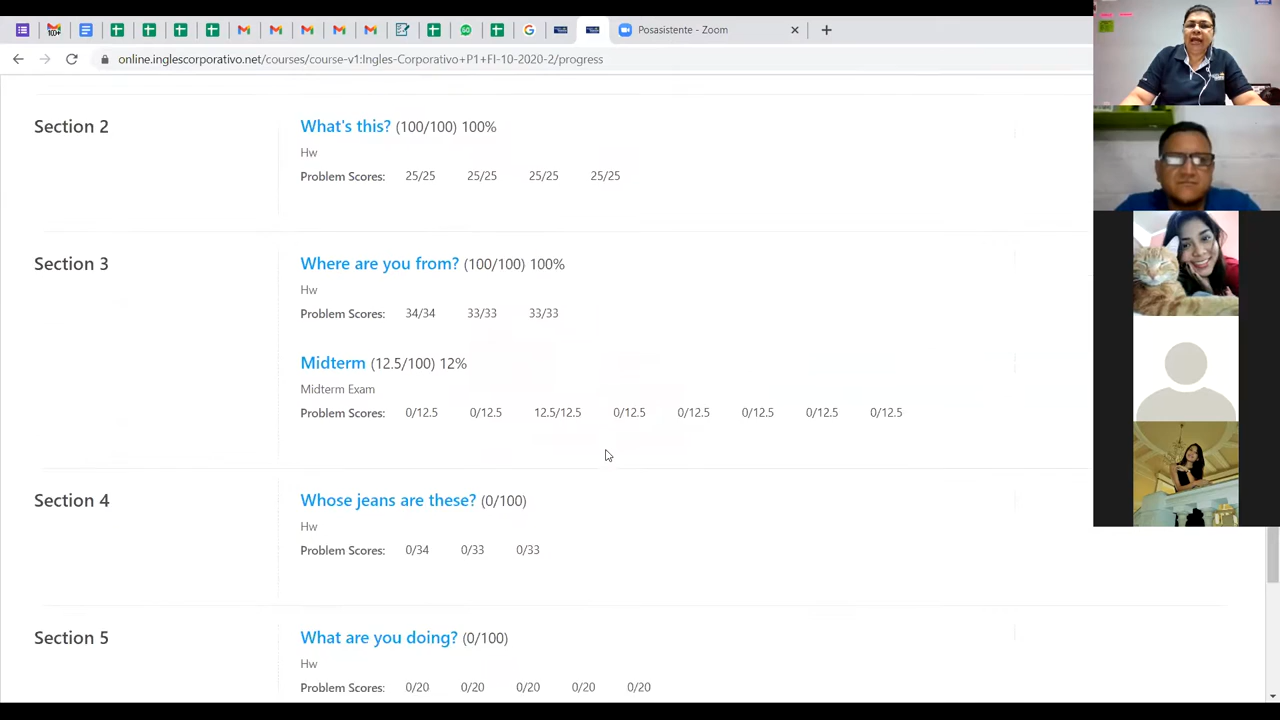 Posasistente - Zoom
online.inglescorporativo.net/courses/course-v1:Ingles-Corporativo+P1+FI-10-2020-2/progress
Section 2
What's this? (100/100) 100%
Hw
Problem Scores: 25/25 25/25 25/25 25/25
Section 3
Where are you from? (100/100) 100%
Hw
Problem Scores: 34/34 33/33 33/33
Midterm (12.5/100) 12%
Midterm Exam
Problem Scores: 0/12.5 0/12.5 12.5/12.5 0/12.5 0/12.5 0/12.5 0/12.5 0/12.5
Section 4
Whose jeans are these? (0/100)
Hw
Problem Scores: 0/34 0/33 0/33
Section 5
What are you doing? (0/100)
Hw
Problem Scores: 0/20 0/20 0/20 0/20 0/20